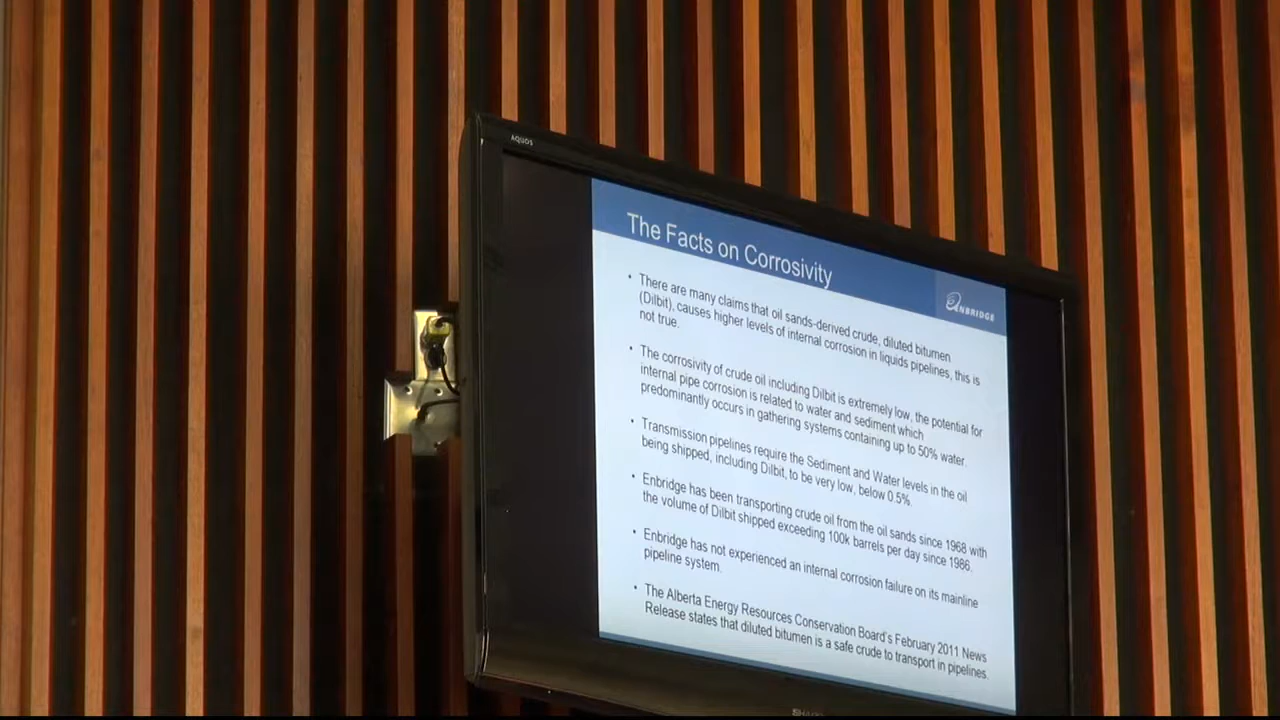 AQUOS
The Facts on Corrosivity
ENBRIDGE
• There are many claims that oil sands-derived crude, diluted bitumen
(Dilbit), causes higher levels of internal corrosion in liquids pipelines, this is
not true.
• The corrosivity of crude oil including Dilbit is extremely low, the potential for
internal pipe corrosion is related to water and sediment which
predominantly occurs in gathering systems containing up to 50% water.
• Transmission pipelines require the Sediment and Water levels in the oil
being shipped, including Dilbit, to be very low, below 0.5%.
• Enbridge has been transporting crude oil from the oil sands since 1968 with
the volume of Dilbit shipped exceeding 100k barrels per day since 1986.
• Enbridge has not experienced an internal corrosion failure on its mainline
pipeline system.
• The Alberta Energy Resources Conservation Board's February 2011 News
Release states that diluted bitumen is a safe crude to transport in pipelines.